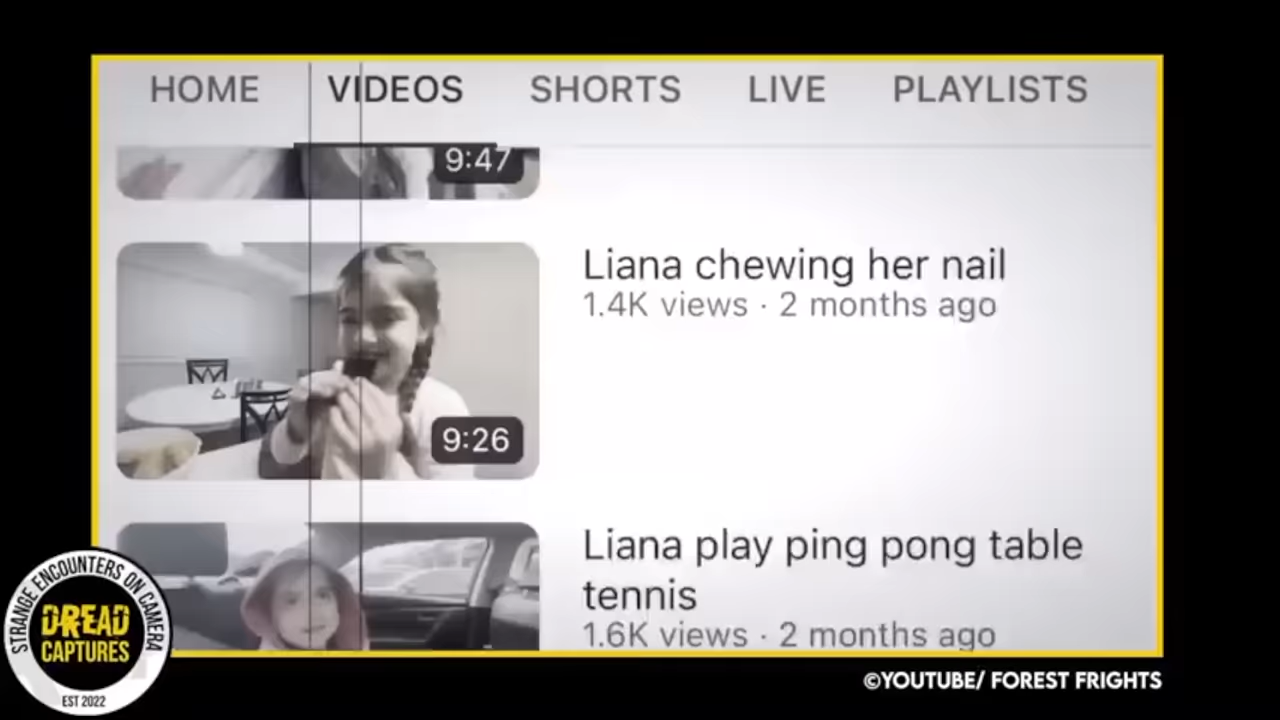 HOME VIDEOS SHORTS LIVE PLAYLISTS
9:47
Liana chewing her nail
1.4K views · 2 months ago
9:26
Liana play ping pong table
tennis
1.6K views · 2 months ago
STRANGE ENCOUNTERS ON CAMERA
DREAD
CAPTURES
EST 2022
©YOUTUBE/ FOREST FRIGHTS